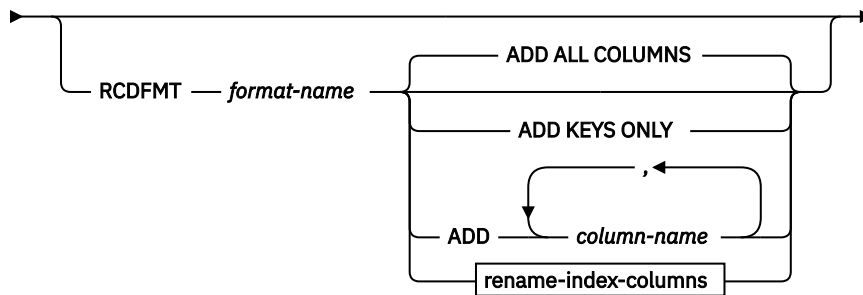 ADD ALL COLUMNS
RCDFMT format-name
ADD KEYS ONLY
,
ADD column-name
rename-index-columns